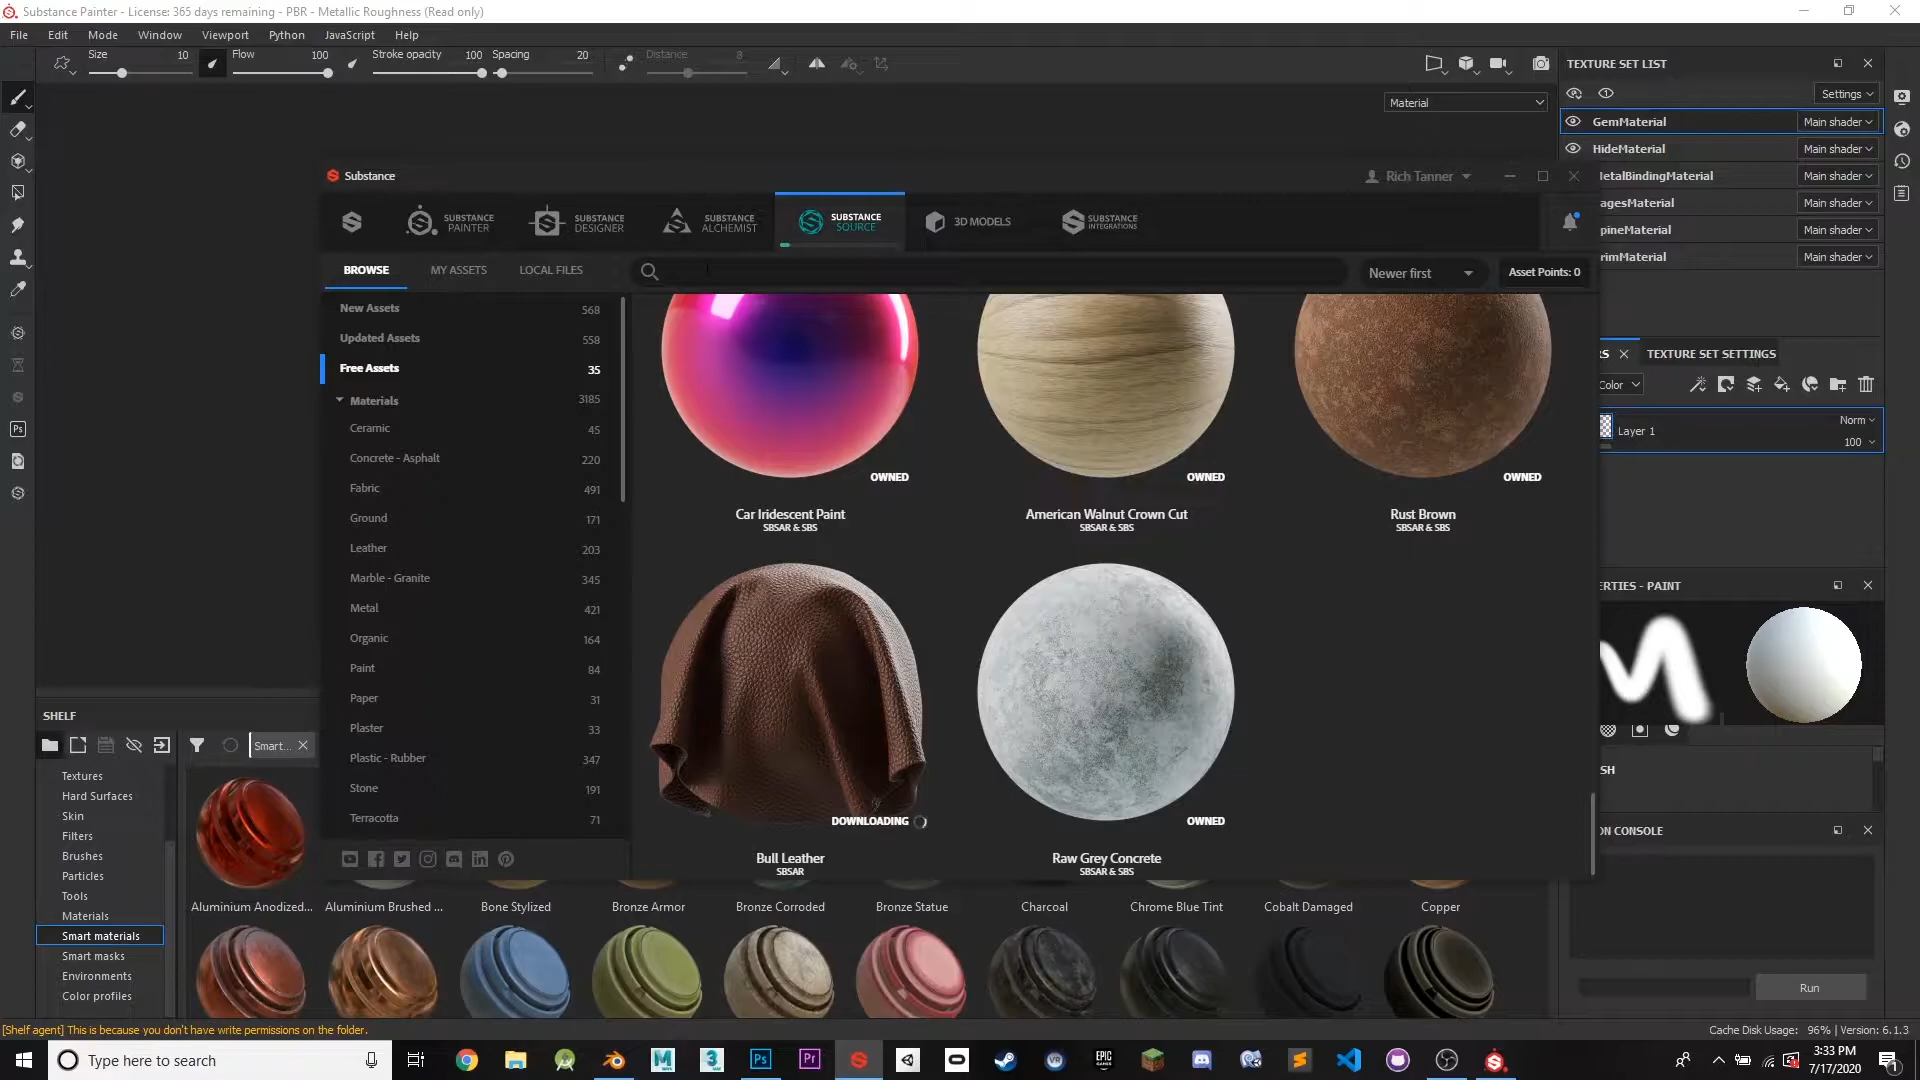 Substance Painter - License: 365 days remaining - PBR - Metallic Roughness (Read only)
File Edit Mode Window Viewport Python JavaScript Help
Size 10 Flow 100 Stroke opacity 100 Spacing 20 Distance 8
Material
TEXTURE SET LIST
Settings
GemMaterial Main shader
HideMaterial Main shader
etalBindingMaterial Main shader
agesMaterial Main shader
pineMaterial Main shader
rimMaterial Main shader
Substance
Rich Tanner
SUBSTANCE PAINTER
SUBSTANCE DESIGNER
SUBSTANCE ALCHEMIST
SUBSTANCE SOURCE
3D MODELS
SUBSTANCE INTEGRATIONS
BROWSE MY ASSETS LOCAL FILES
Newer first
Asset Points: 0
New Assets 568
Updated Assets 558
Free Assets 35
Materials 3185
Ceramic 45
Concrete - Asphalt 220
Fabric 491
Ground 171
Leather 203
Marble - Granite 345
Metal 421
Organic 164
Paint 84
Paper 31
Plaster 33
Plastic - Rubber 347
Stone 191
Terracotta 71
OWNED
Car Iridescent Paint
SBSAR & SBS
OWNED
American Walnut Crown Cut
SBSAR & SBS
OWNED
Rust Brown
SBSAR & SBS
DOWNLOADING
Bull Leather
SBSAR
OWNED
Raw Grey Concrete
SBSAR & SBS
RS
TEXTURE SET SETTINGS
Color
Layer 1
Norm
100
ERTIES - PAINT
SH
ON CONSOLE
Run
SHELF
Smart...
Textures
Hard Surfaces
Skin
Filters
Brushes
Particles
Tools
Materials
Smart materials
Smart masks
Environments
Color profiles
Aluminium Anodized... Aluminium Brushed ... Bone Stylized Bronze Armor Bronze Corroded Bronze Statue Charcoal Chrome Blue Tint Cobalt Damaged Copper
[Shelf agent] This is because you don't have write permissions on the folder.
Cache Disk Usage: 96% | Version: 6.1.3
Type here to search
Ps
Pr
VR
EPIC GAMES
3:33 PM
7/17/2020
1